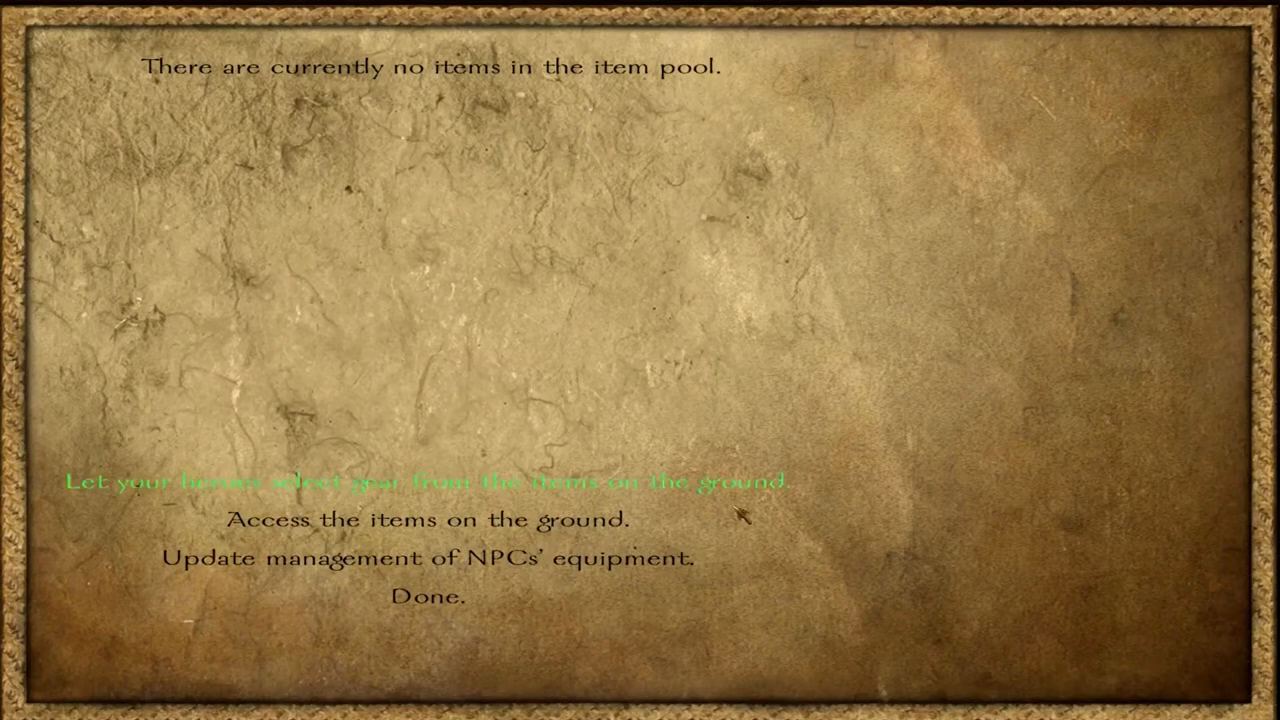 There are currently no items in the item pool.
Let your heroes select gear from the items on the ground.
Access the items on the ground.
Update management of NPCs' equipment.
Done.